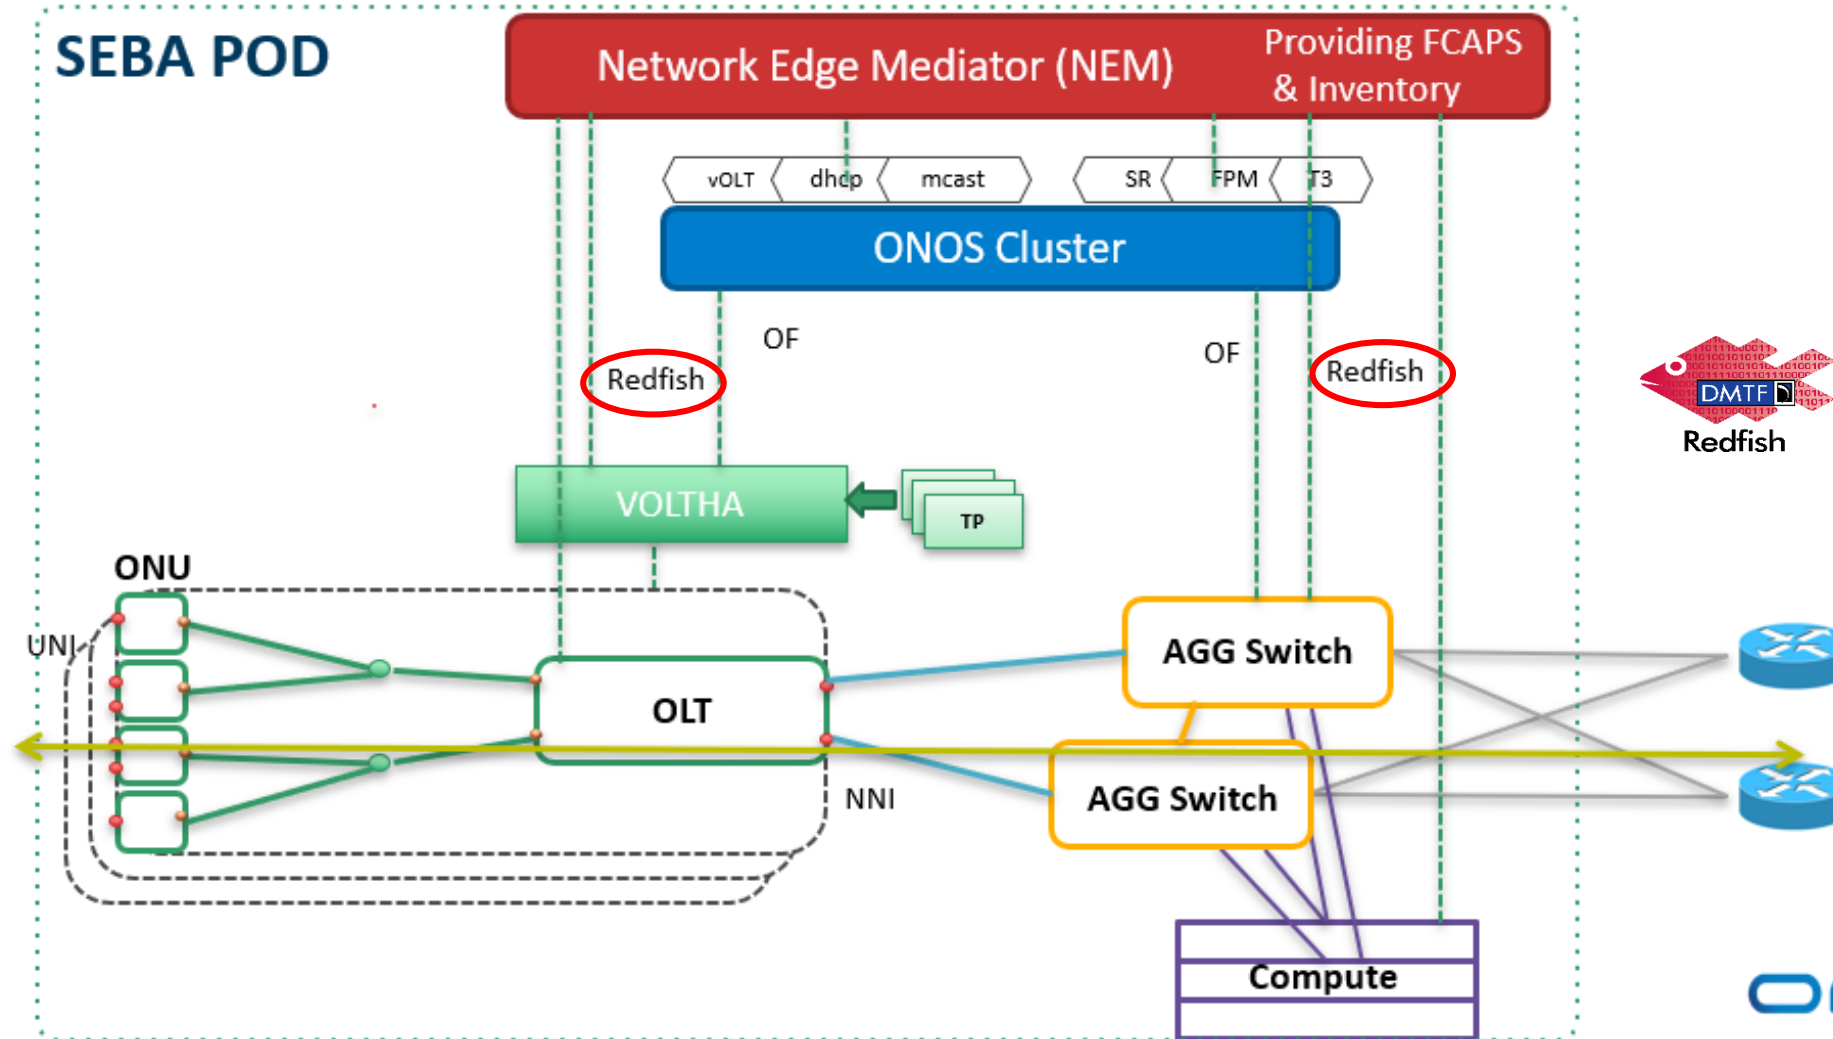 SEBA POD
Network Edge Mediator (NEM)
Providing FCAPS
& Inventory
vOLT
dhcp
mcast
SR
FPM
T3
ONOS Cluster
OF
OF
Redfish
Redfish
DMTF
Redfish
VOLTHA
TP
ONU
UNI
OLT
NNI
AGG Switch
AGG Switch
Compute